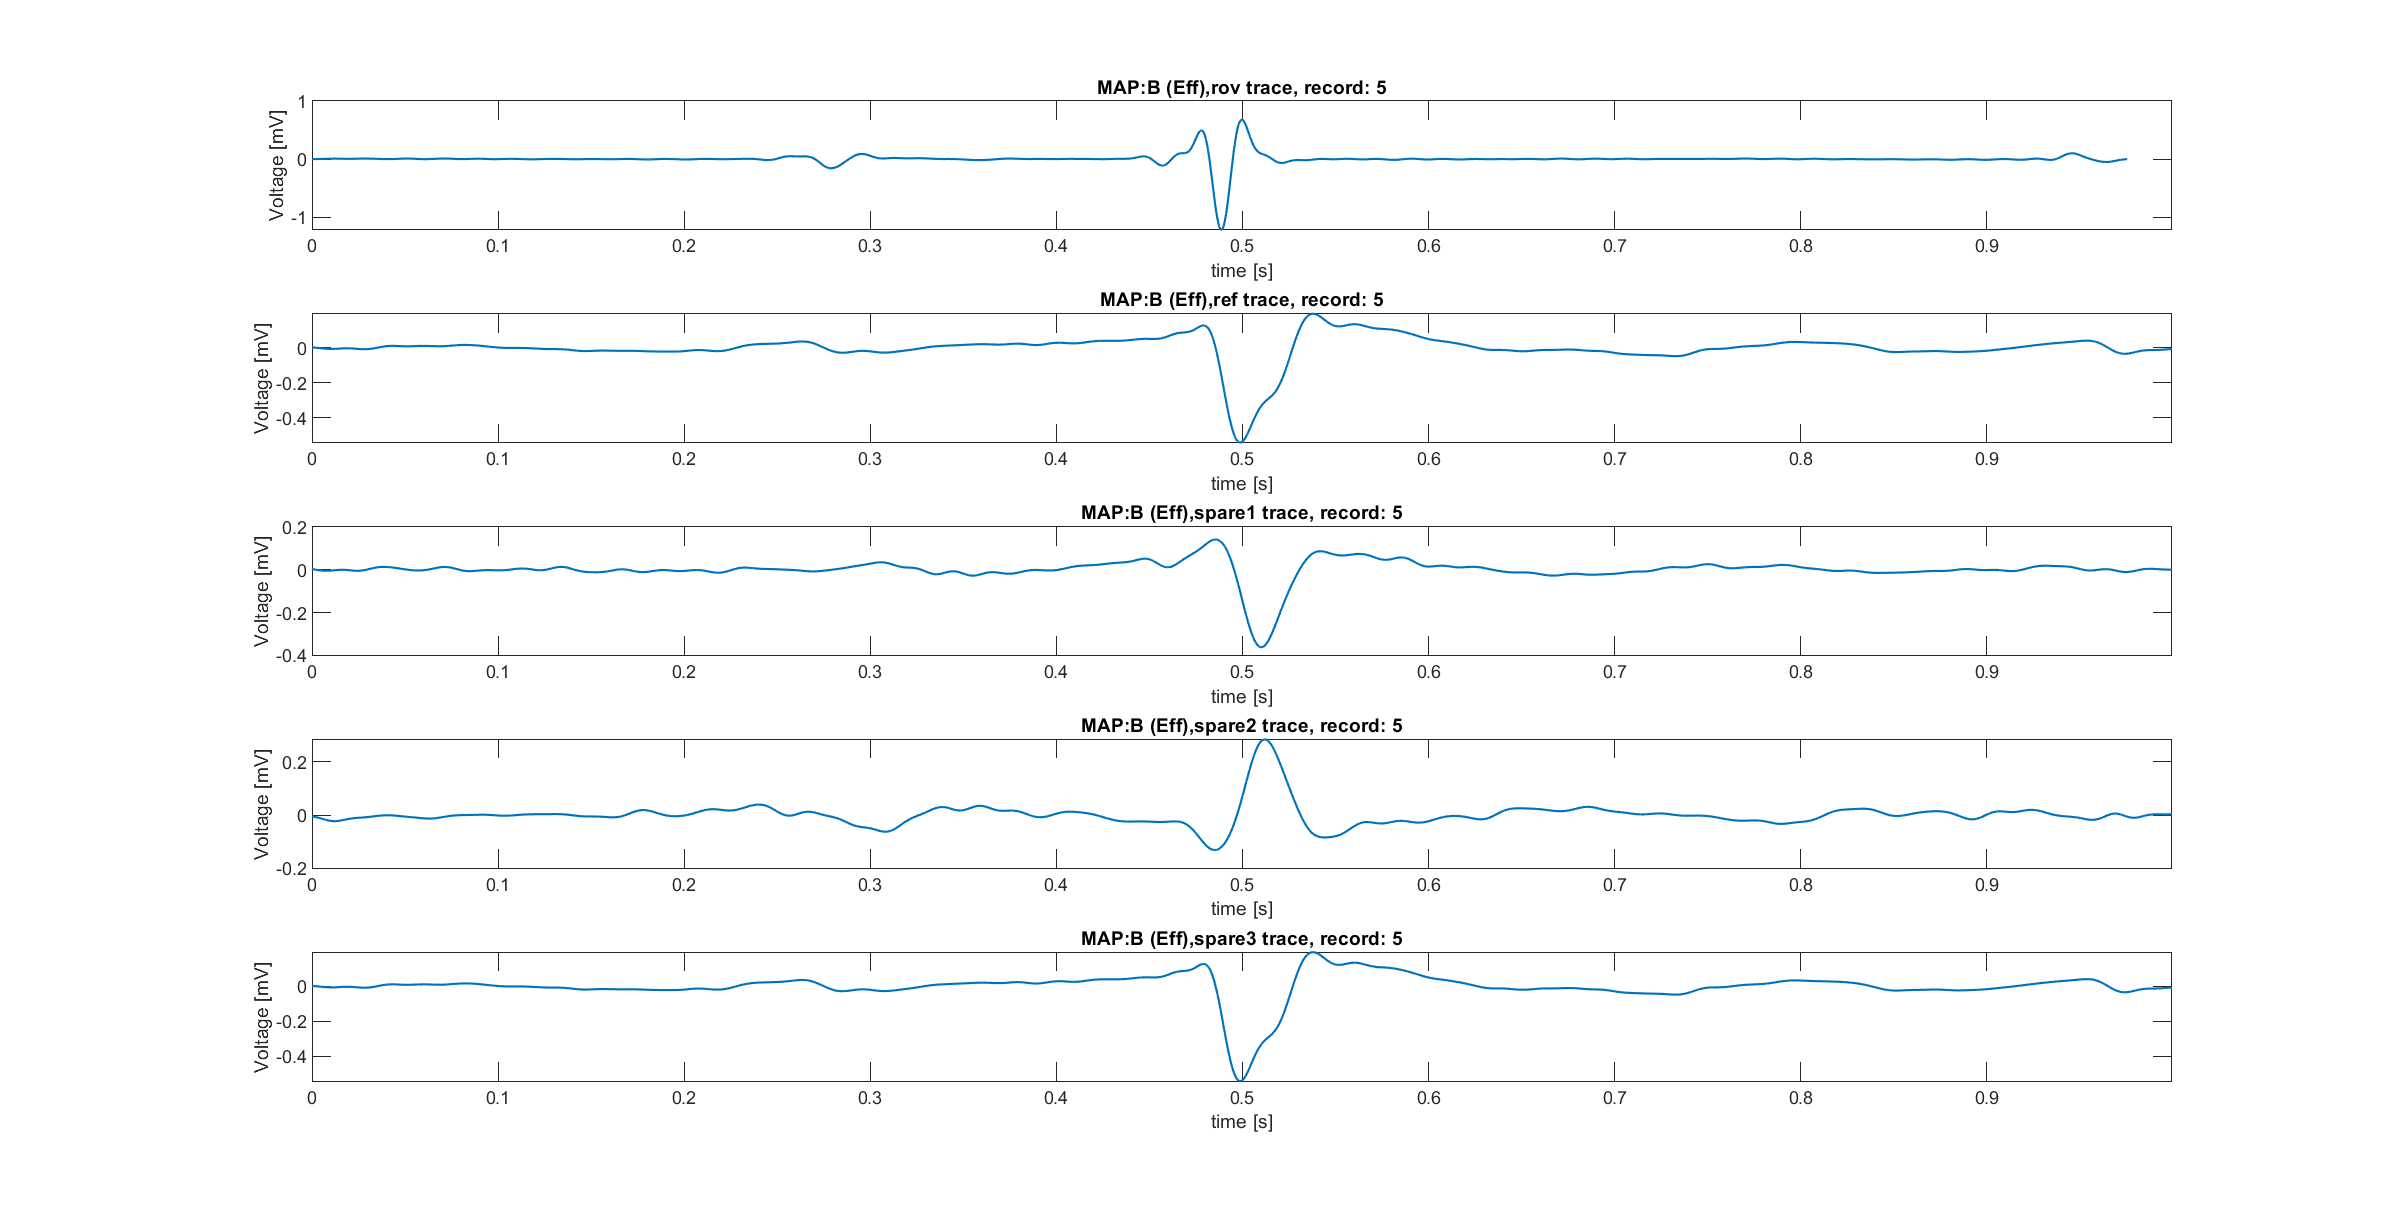 MAP:B (Eff),rov trace, record: 5
Voltage [mV]
1
0
-1
0 0.1 0.2 0.3 0.4 0.5 0.6 0.7 0.8 0.9
time [s]
MAP:B (Eff),ref trace, record: 5
Voltage [mV]
0
-0.2
-0.4
0 0.1 0.2 0.3 0.4 0.5 0.6 0.7 0.8 0.9
time [s]
MAP:B (Eff),spare1 trace, record: 5
Voltage [mV]
0.2
0
-0.2
-0.4
0 0.1 0.2 0.3 0.4 0.5 0.6 0.7 0.8 0.9
time [s]
MAP:B (Eff),spare2 trace, record: 5
Voltage [mV]
0.2
0
-0.2
0 0.1 0.2 0.3 0.4 0.5 0.6 0.7 0.8 0.9
time [s]
MAP:B (Eff),spare3 trace, record: 5
Voltage [mV]
0
-0.2
-0.4
0 0.1 0.2 0.3 0.4 0.5 0.6 0.7 0.8 0.9
time [s]